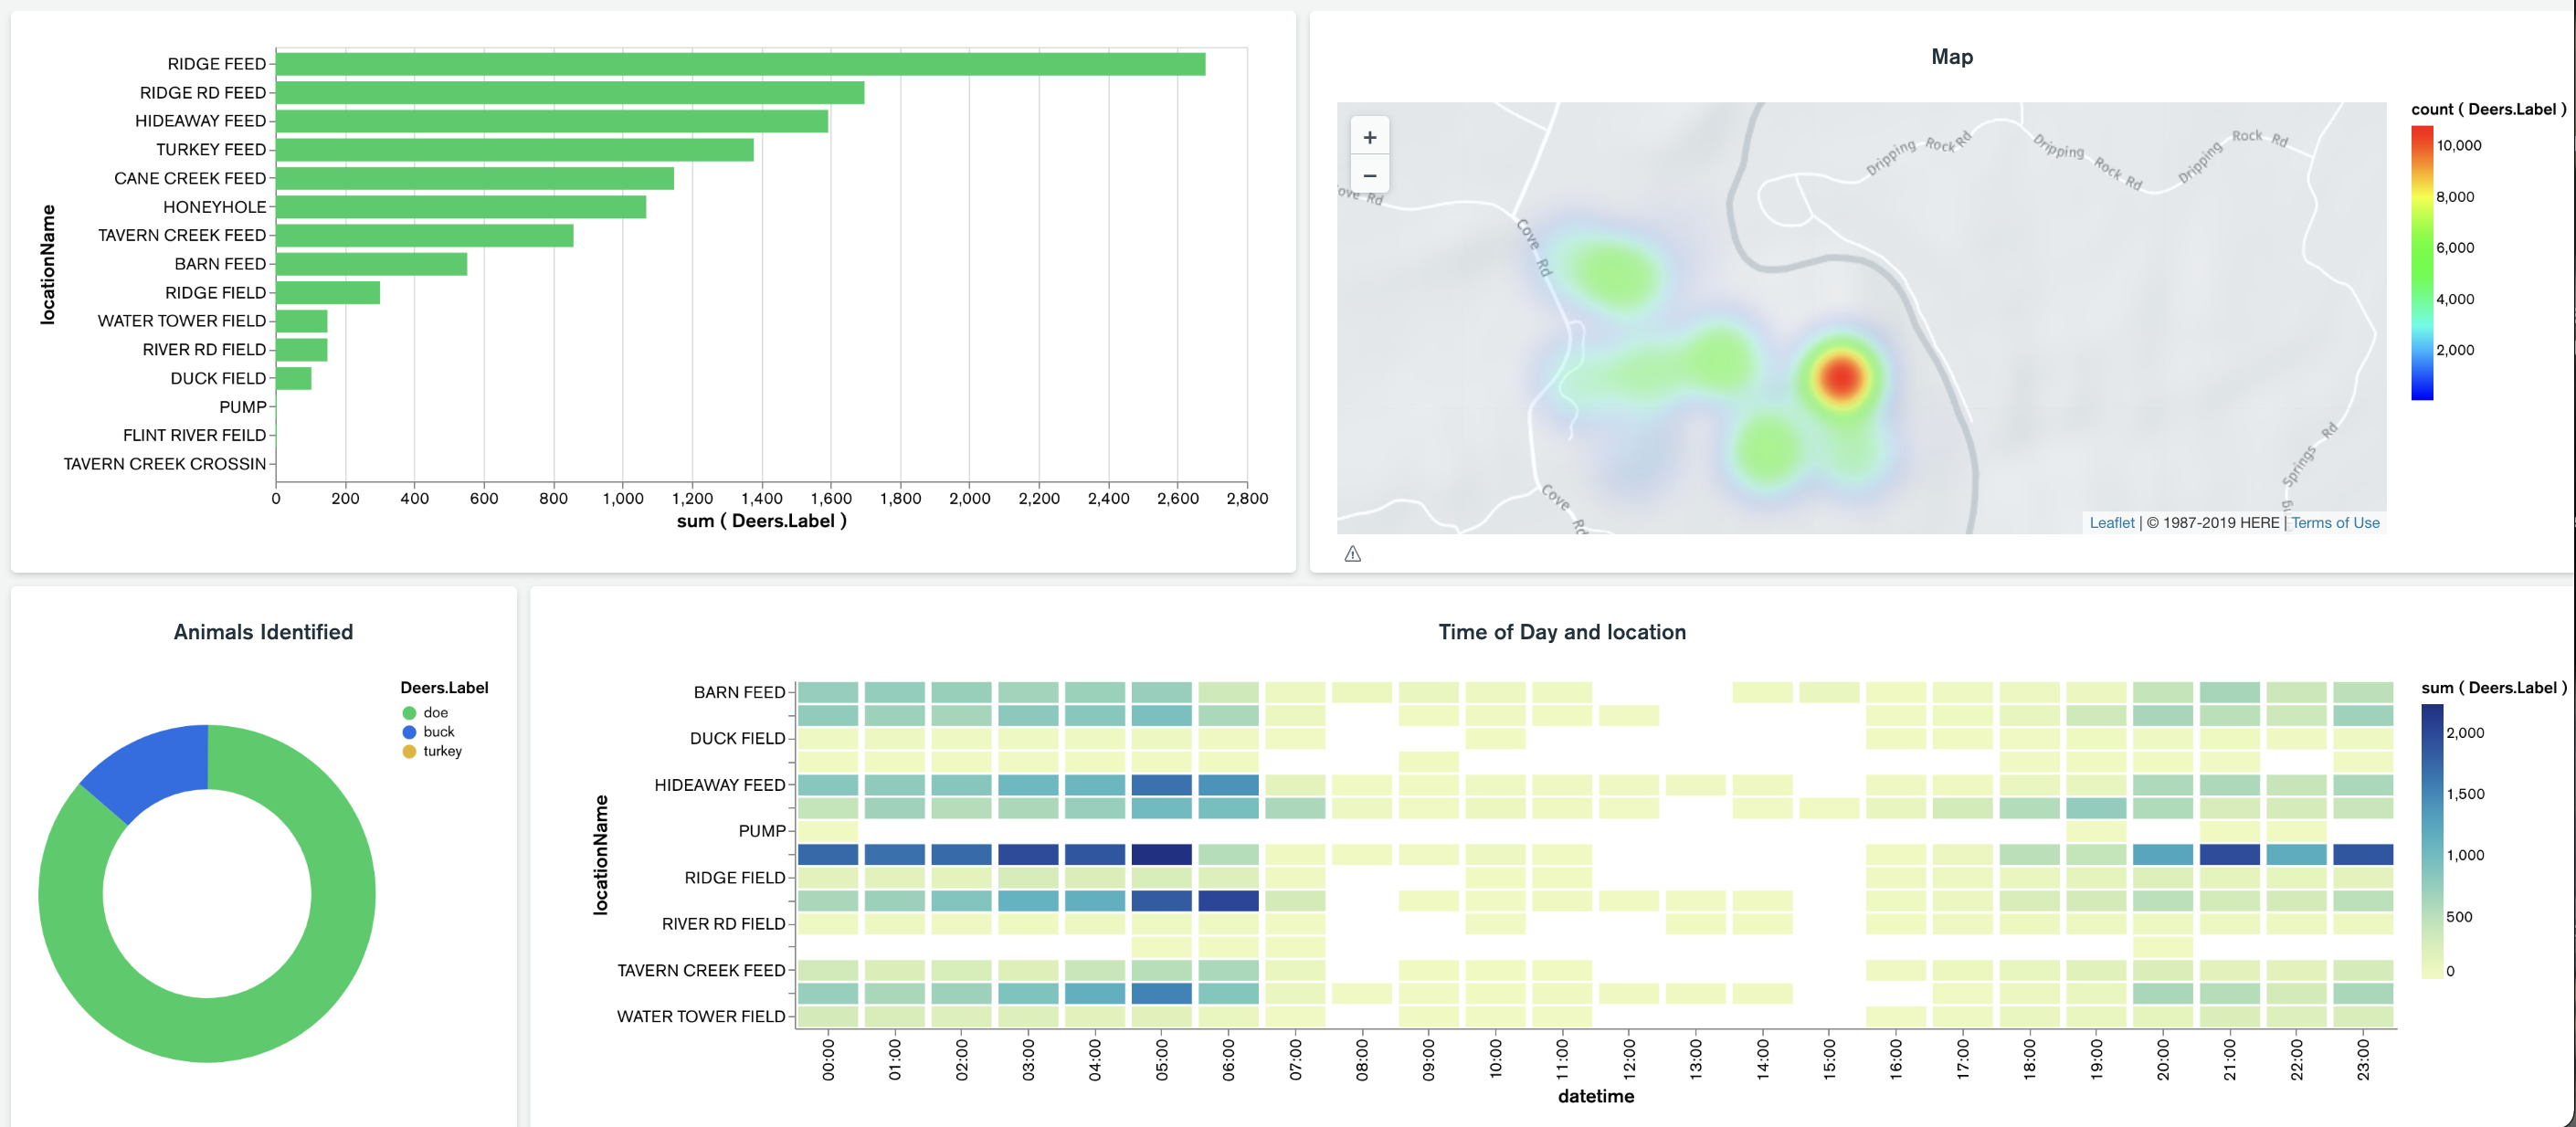 RIDGE FEED
RIDGE RD FEED
HIDEAWAY FEED
TURKEY FEED
CANE CREEK FEED
HONEYHOLE
TAVERN CREEK FEED
BARN FEED
RIDGE FIELD
WATER TOWER FIELD
RIVER RD FIELD
DUCK FIELD
PUMP
FLINT RIVER FEILD
TAVERN CREEK CROSSIN
locationName
0 200 400 600 800 1,000 1,200 1,400 1,600 1,800 2,000 2,200 2,400 2,600 2,800
sum ( Deers.Label )
Map
+
−
ove Rd
Cove Rd
Dripping Rock Rd
Dripping Rock Rd
Dripping Rock Rd
Cove Rd
Springs Rd
Leaflet | © 1987-2019 HERE | Terms of Use
count ( Deers.Label )
10,000
8,000
6,000
4,000
2,000
Animals Identified
Deers.Label
doe
buck
turkey
Time of Day and location
BARN FEED
DUCK FIELD
HIDEAWAY FEED
PUMP
RIDGE FIELD
RIVER RD FIELD
TAVERN CREEK FEED
WATER TOWER FIELD
locationName
00:00 01:00 02:00 03:00 04:00 05:00 06:00 07:00 08:00 09:00 10:00 11:00 12:00 13:00 14:00 15:00 16:00 17:00 18:00 19:00 20:00 21:00 22:00 23:00
datetime
sum ( Deers.Label )
2,000
1,500
1,000
500
0